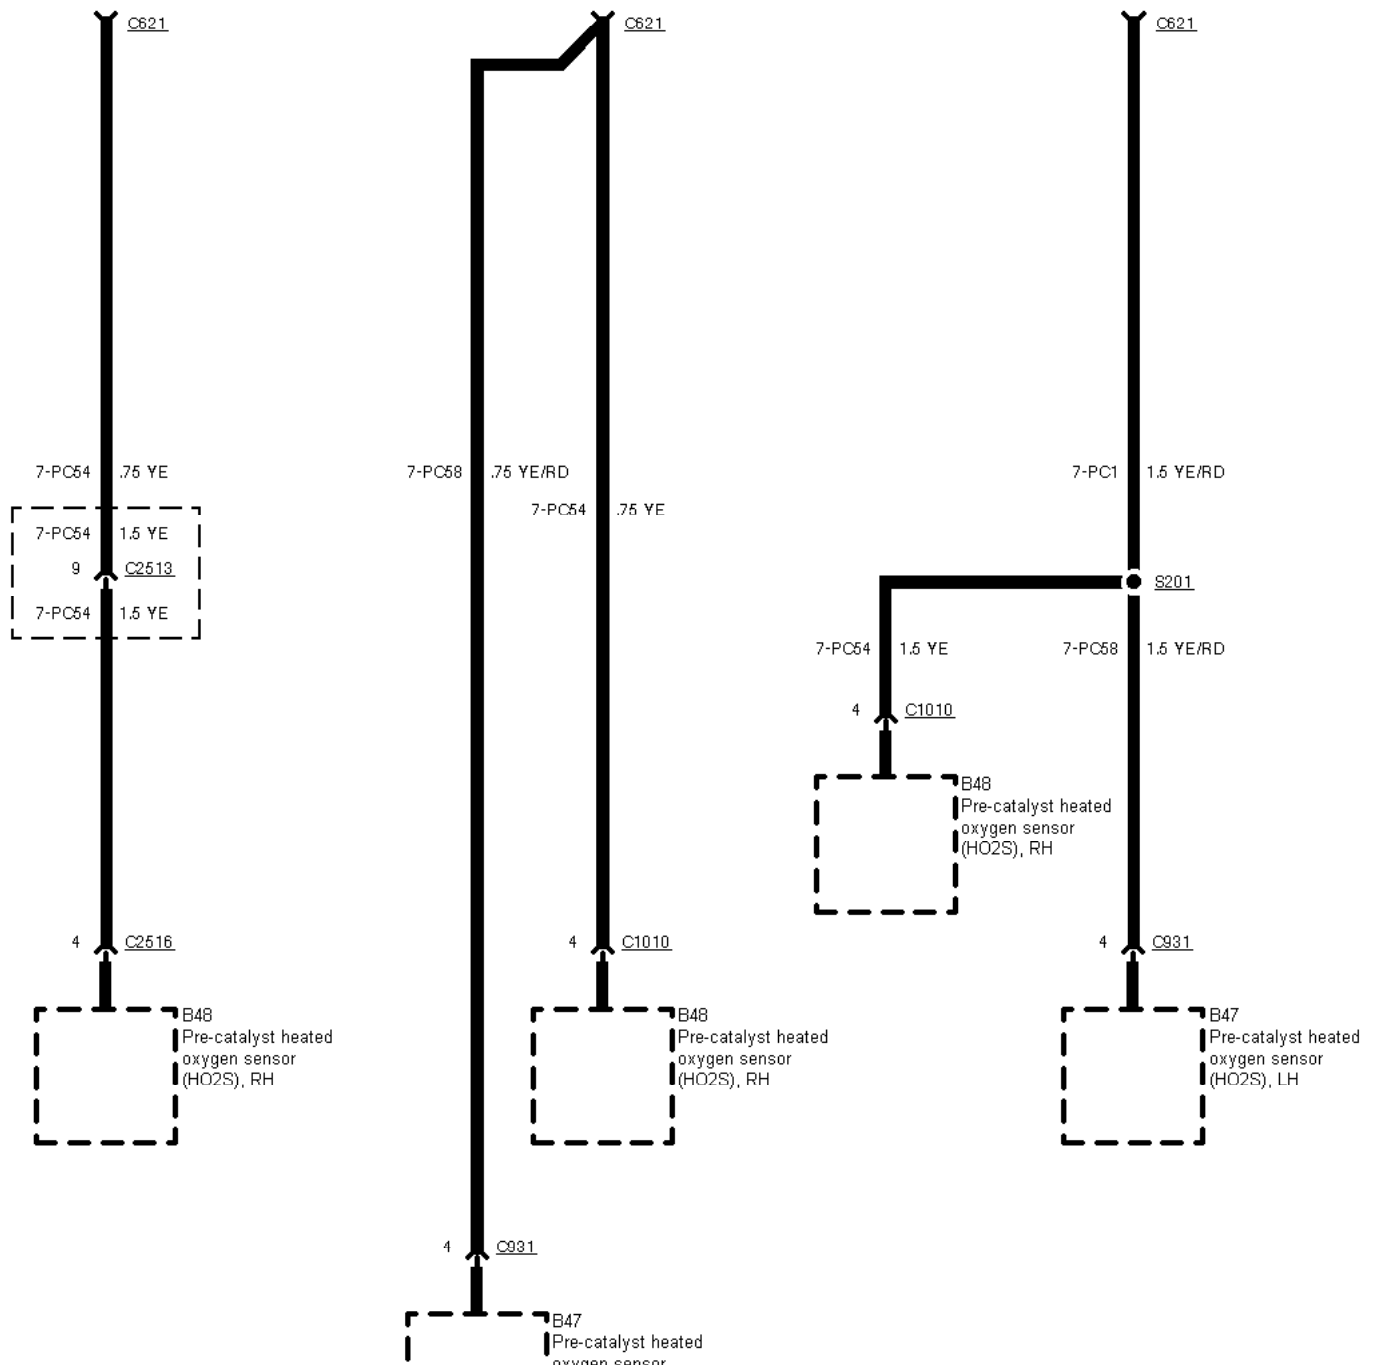 C621
C621
C621
7-PC54 .75 YE
7-PC58 .75 YE/RD
7-PC1 1.5 YE/RD
7-PC54 .75 YE
7-PC54 1.5 YE
9 C2513
S201
7-PC54 1.5 YE
7-PC54 1.5 YE
7-PC58 1.5 YE/RD
4 C1010
B48
Pre-catalyst heated
oxygen sensor
(HO2S), RH
4 C2516
4 C1010
4 C931
B48
Pre-catalyst heated
oxygen sensor
(HO2S), RH
B48
Pre-catalyst heated
oxygen sensor
(HO2S), RH
B47
Pre-catalyst heated
oxygen sensor
(HO2S), LH
4 C931
B47
Pre-catalyst heated
oxygen sensor